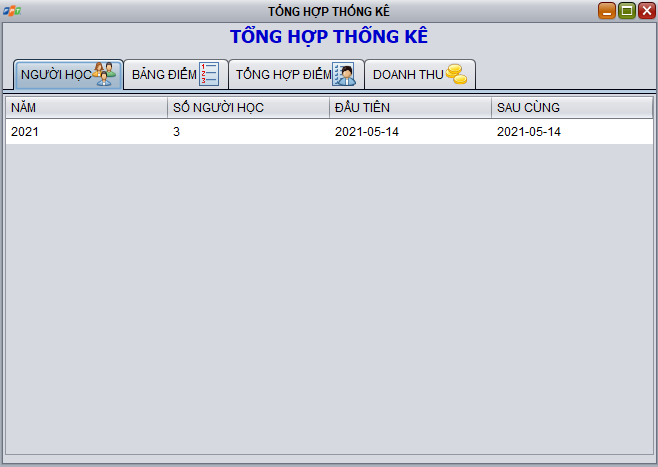 TỔNG HỢP THỐNG KÊ
TỔNG HỢP THỐNG KÊ
NGƯỜI HỌC BẢNG ĐIỂM TỔNG HỢP ĐIỂM DOANH THU
NĂM SỐ NGƯỜI HỌC ĐẦU TIÊN SAU CÙNG
2021 3 2021-05-14 2021-05-14